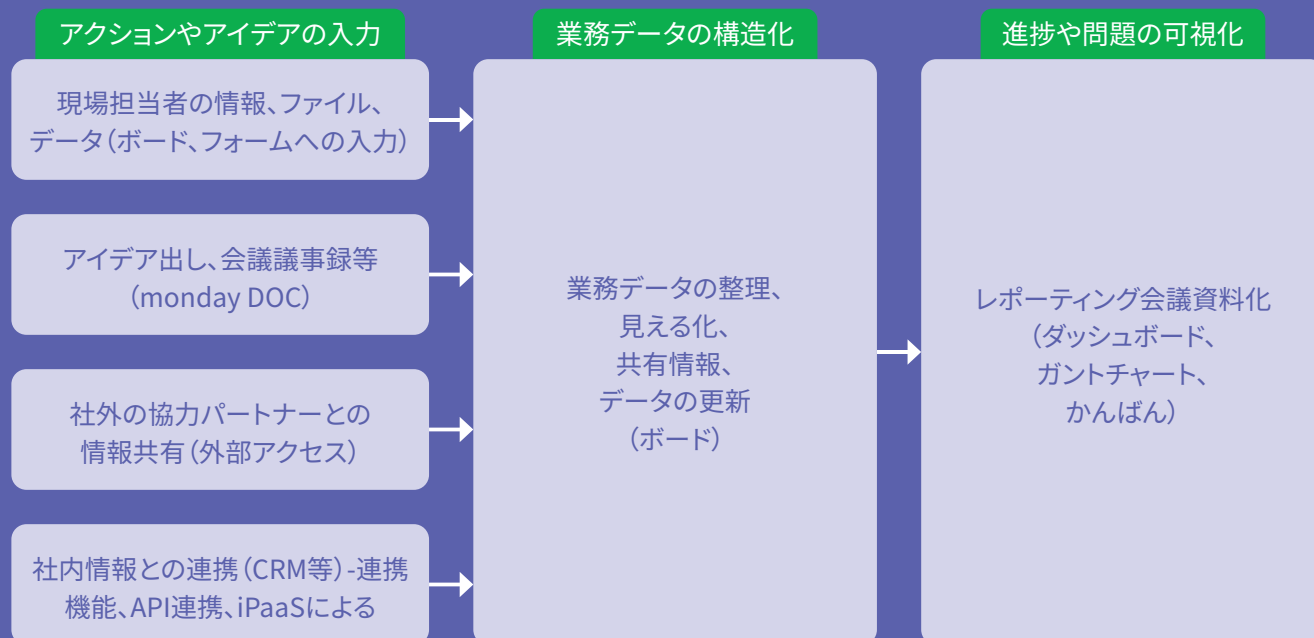 アクションやアイデアの入力
現場担当者の情報、ファイル、
データ（ボード、フォームへの入力）
アイデア出し、会議議事録等
（monday DOC）
社外の協力パートナーとの
情報共有（外部アクセス）
社内情報との連携（CRM等）-連携
機能、API連携、iPaaSによる
業務データの構造化
業務データの整理、
見える化、
共有情報、
データの更新
（ボード）
進捗や問題の可視化
レポーティング会議資料化
（ダッシュボード、
ガントチャート、
かんばん）